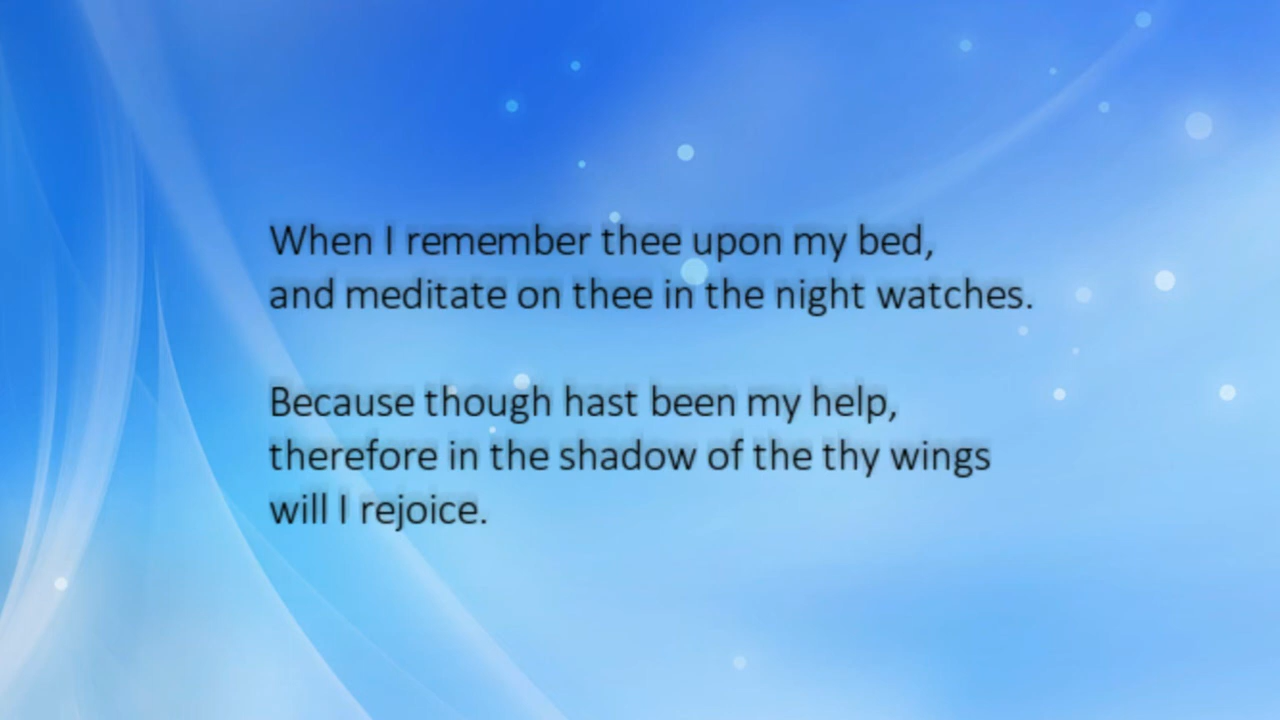 When I remember thee upon my bed,
and meditate on thee in the night watches.
Because though hast been my help,
therefore in the shadow of the thy wings
will I rejoice.